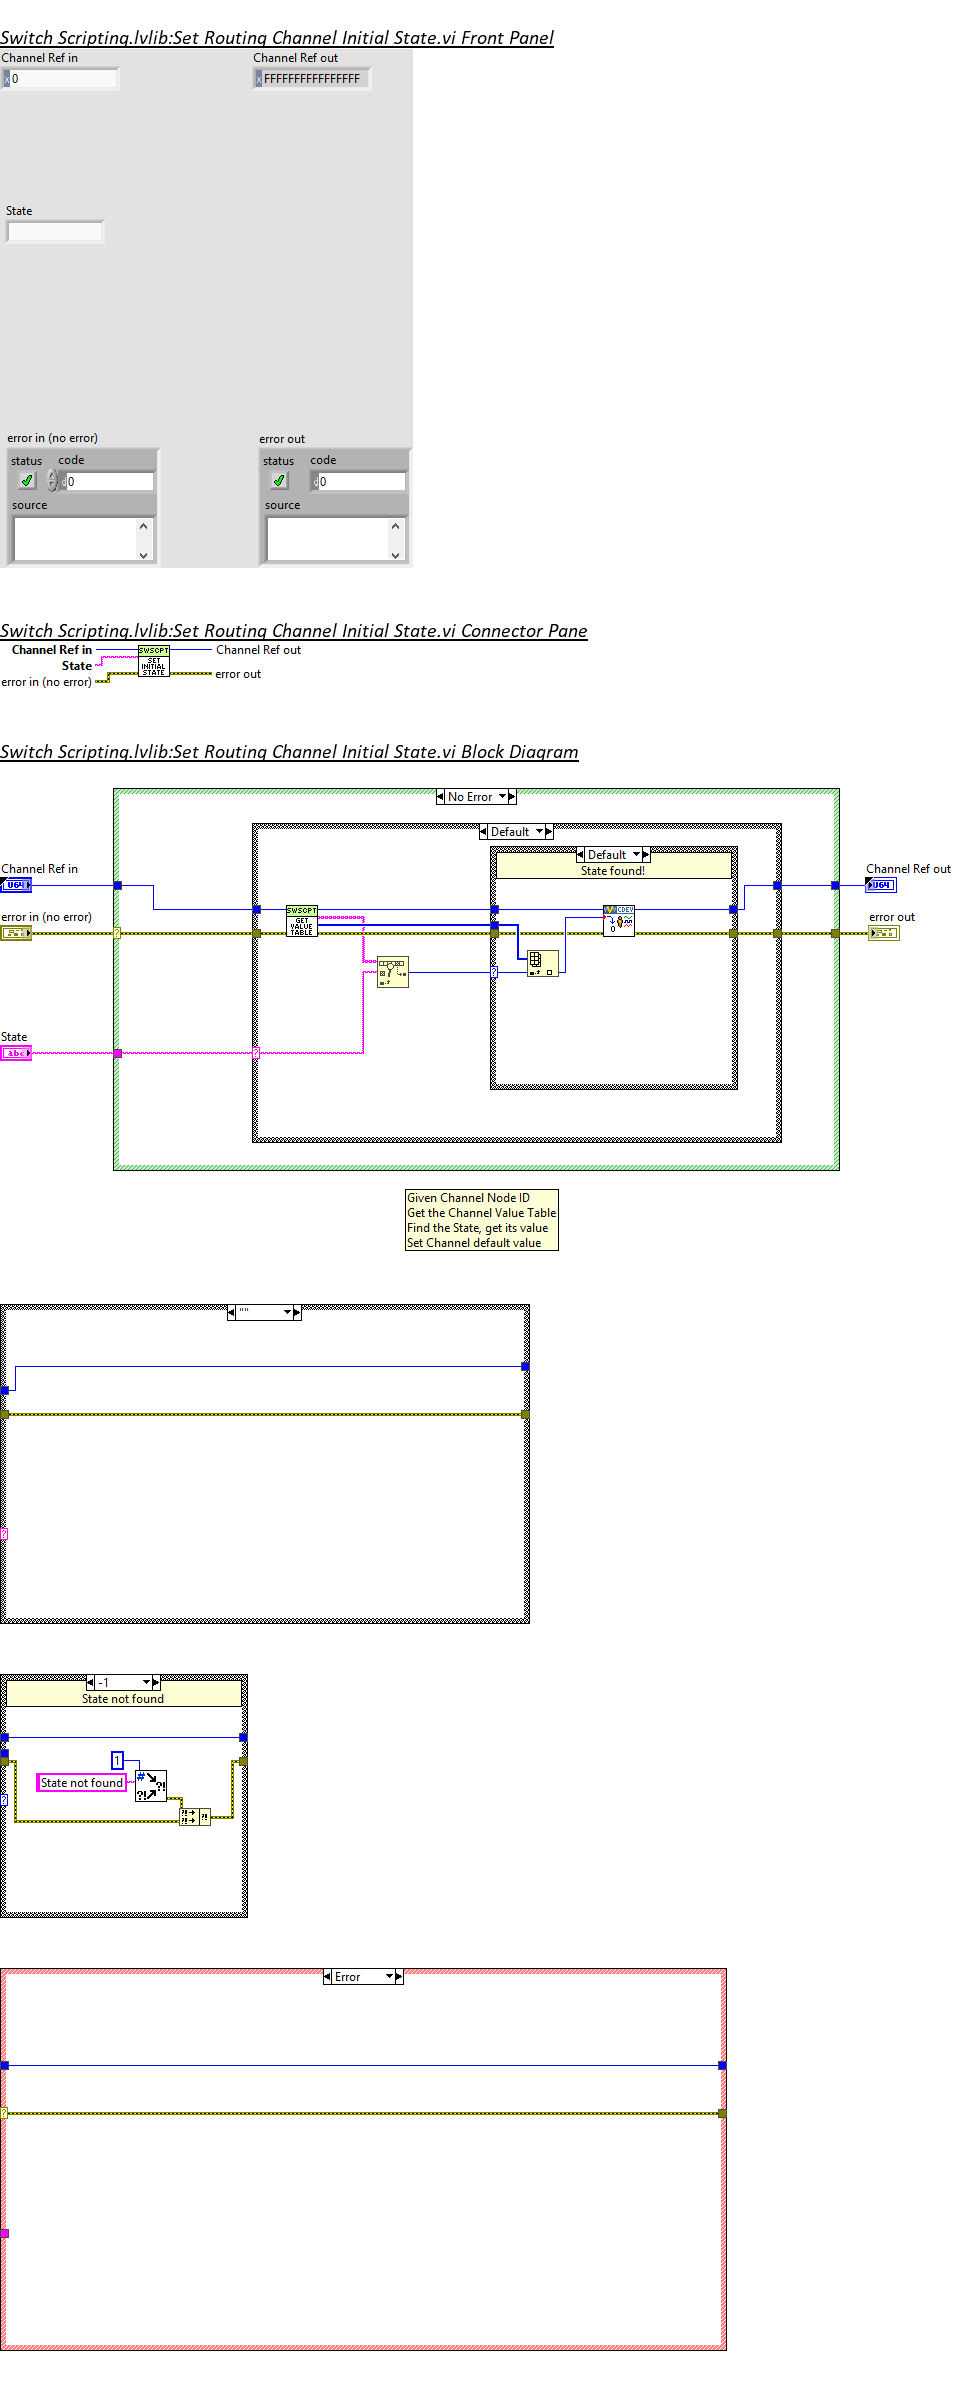 Switch Scripting.lvlib:Set Routing Channel Initial State.vi Front Panel
Channel Ref in
Channel Ref out
x 0
x FFFFFFFFFFFFFFFF
State
error in (no error)
error out
status code
status code
d 0
d 0
source
source
Switch Scripting.lvlib:Set Routing Channel Initial State.vi Connector Pane
Channel Ref in
Channel Ref out
State
error in (no error)
error out
SWSCPT
SET
INITIAL
STATE
Switch Scripting.lvlib:Set Routing Channel Initial State.vi Block Diagram
No Error
Default
Default
State found!
Channel Ref in
U64
Channel Ref out
U64
error in (no error)
error out
SWSCPT
GET
VALUE
TABLE
CDEV
0
State
abc
Given Channel Node ID
Get the Channel Value Table
Find the State, get its value
Set Channel default value
""
-1
State not found
1
State not found
Error